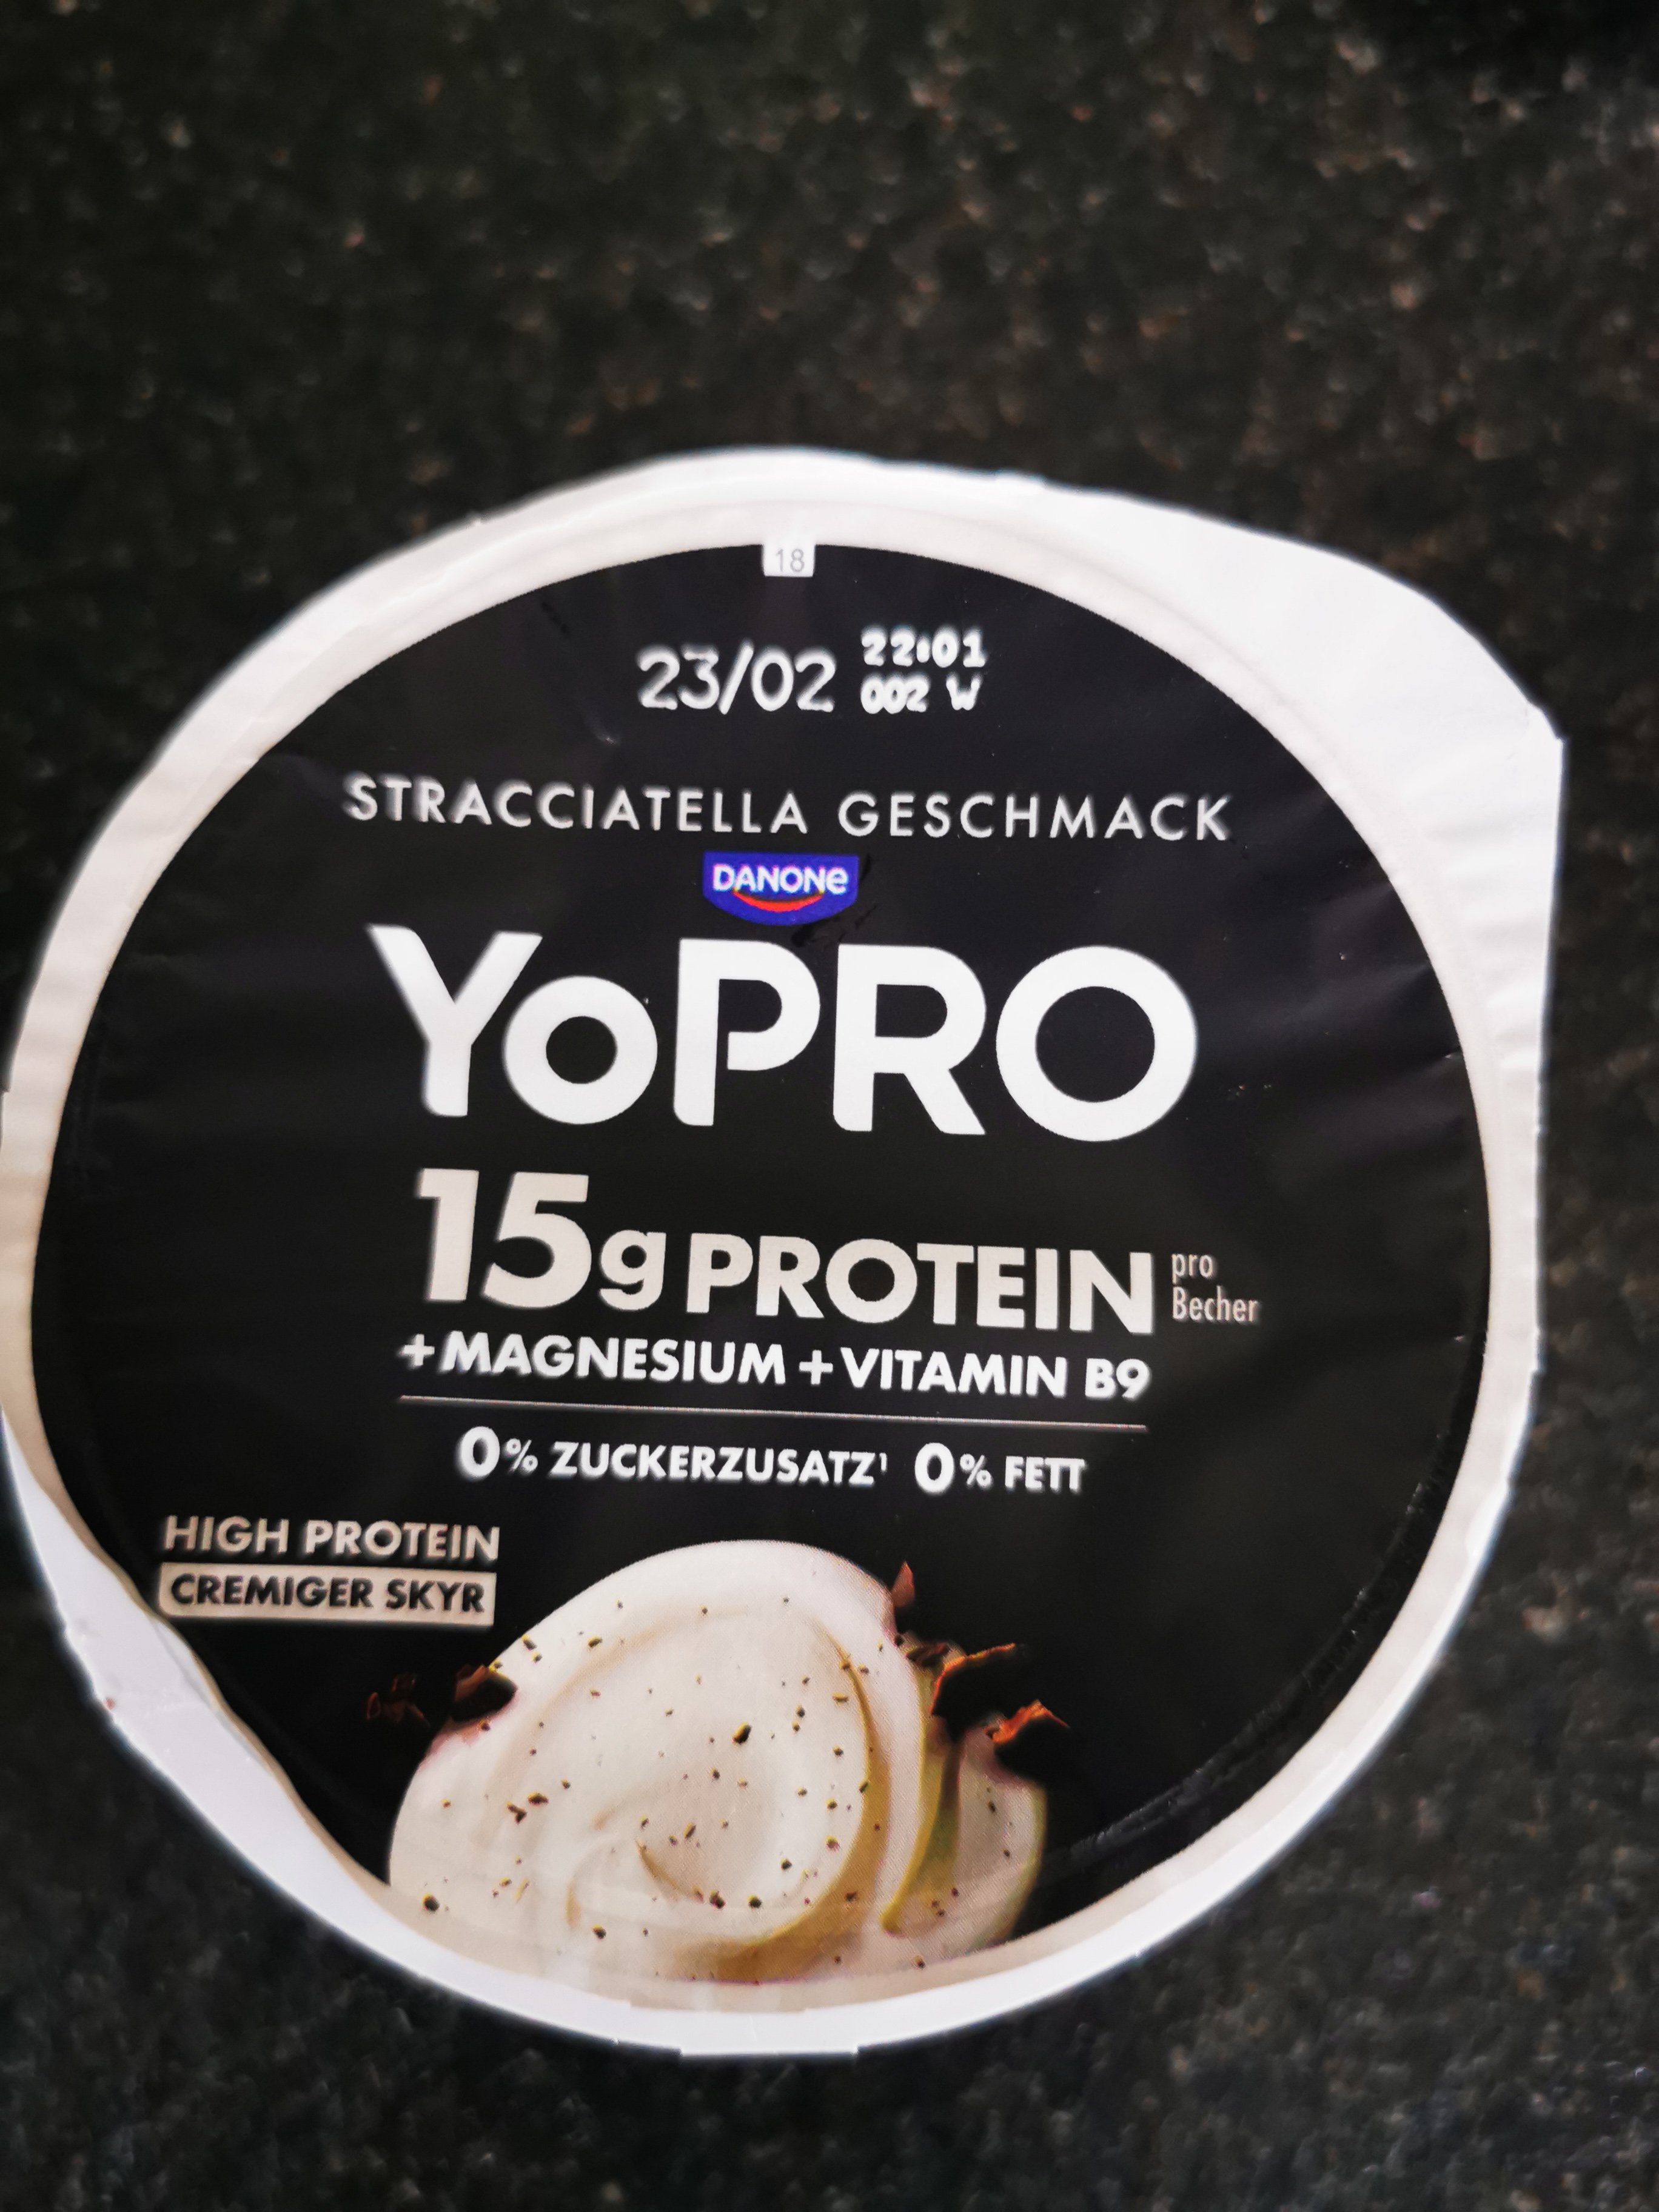 18
23/02 22:01
002 W
STRACCIATELLA GESCHMACK
DANONE
YoPRO
15g PROTEIN pro
Becher
+MAGNESIUM +VITAMIN B9
0% ZUCKERZUSATZ¹ 0% FETT
HIGH PROTEIN
CREMIGER SKYR